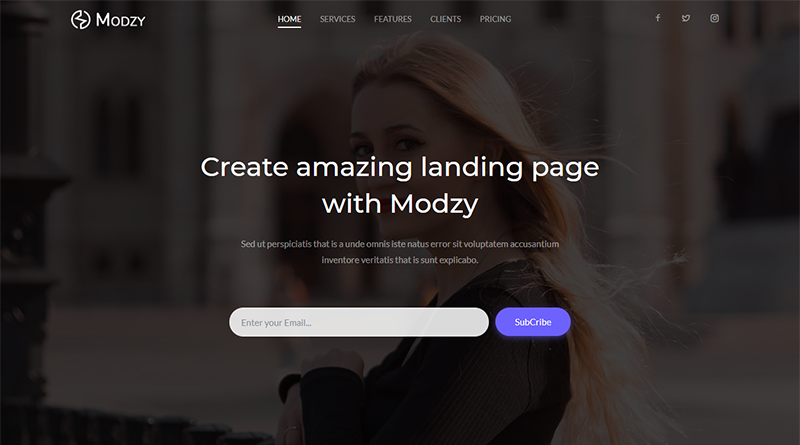 Modzy
HOME SERVICES FEATURES CLIENTS PRICING
Create amazing landing page
with Modzy
Sed ut perspiciatis that is a unde omnis iste natus error sit voluptatem accusantium
inventore veritatis that is sunt explicabo.
Enter your Email...
SubCribe